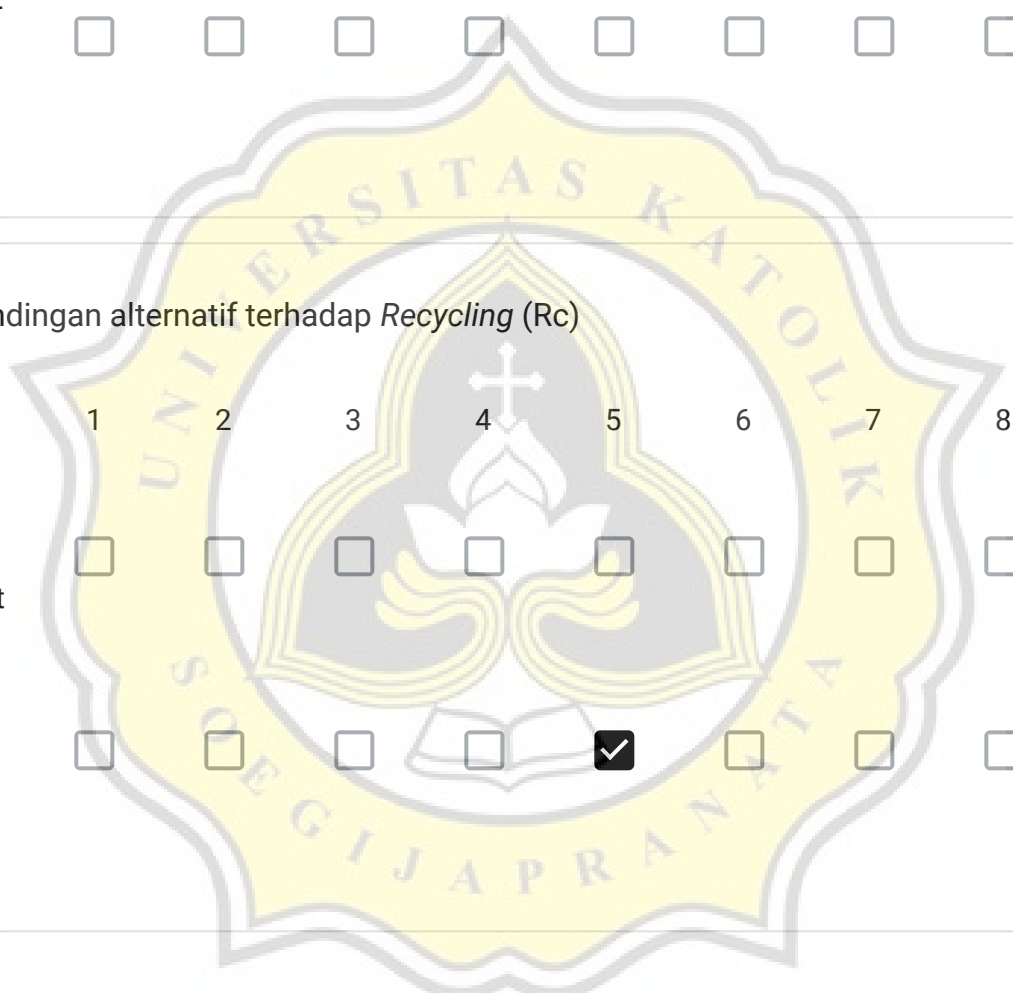 ndingan alternatif terhadap Recycling (Rc)
1 2 3 4 5 6 7 8
t
UNIVERSITAS KATOLIK
SOEGIJAPRANATA